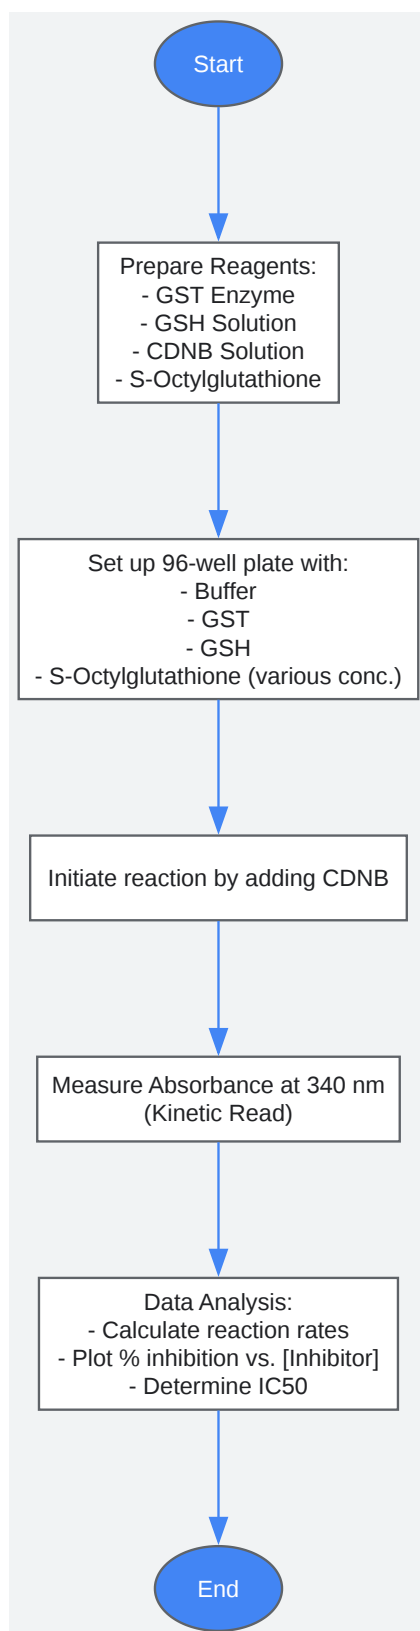 Start
Prepare Reagents:
- GST Enzyme
- GSH Solution
- CDNB Solution
- S-Octylglutathione
Set up 96-well plate with:
- Buffer
- GST
- GSH
- S-Octylglutathione (various conc.)
Initiate reaction by adding CDNB
Measure Absorbance at 340 nm
(Kinetic Read)
Data Analysis:
- Calculate reaction rates
- Plot % inhibition vs. [Inhibitor]
- Determine IC50
End